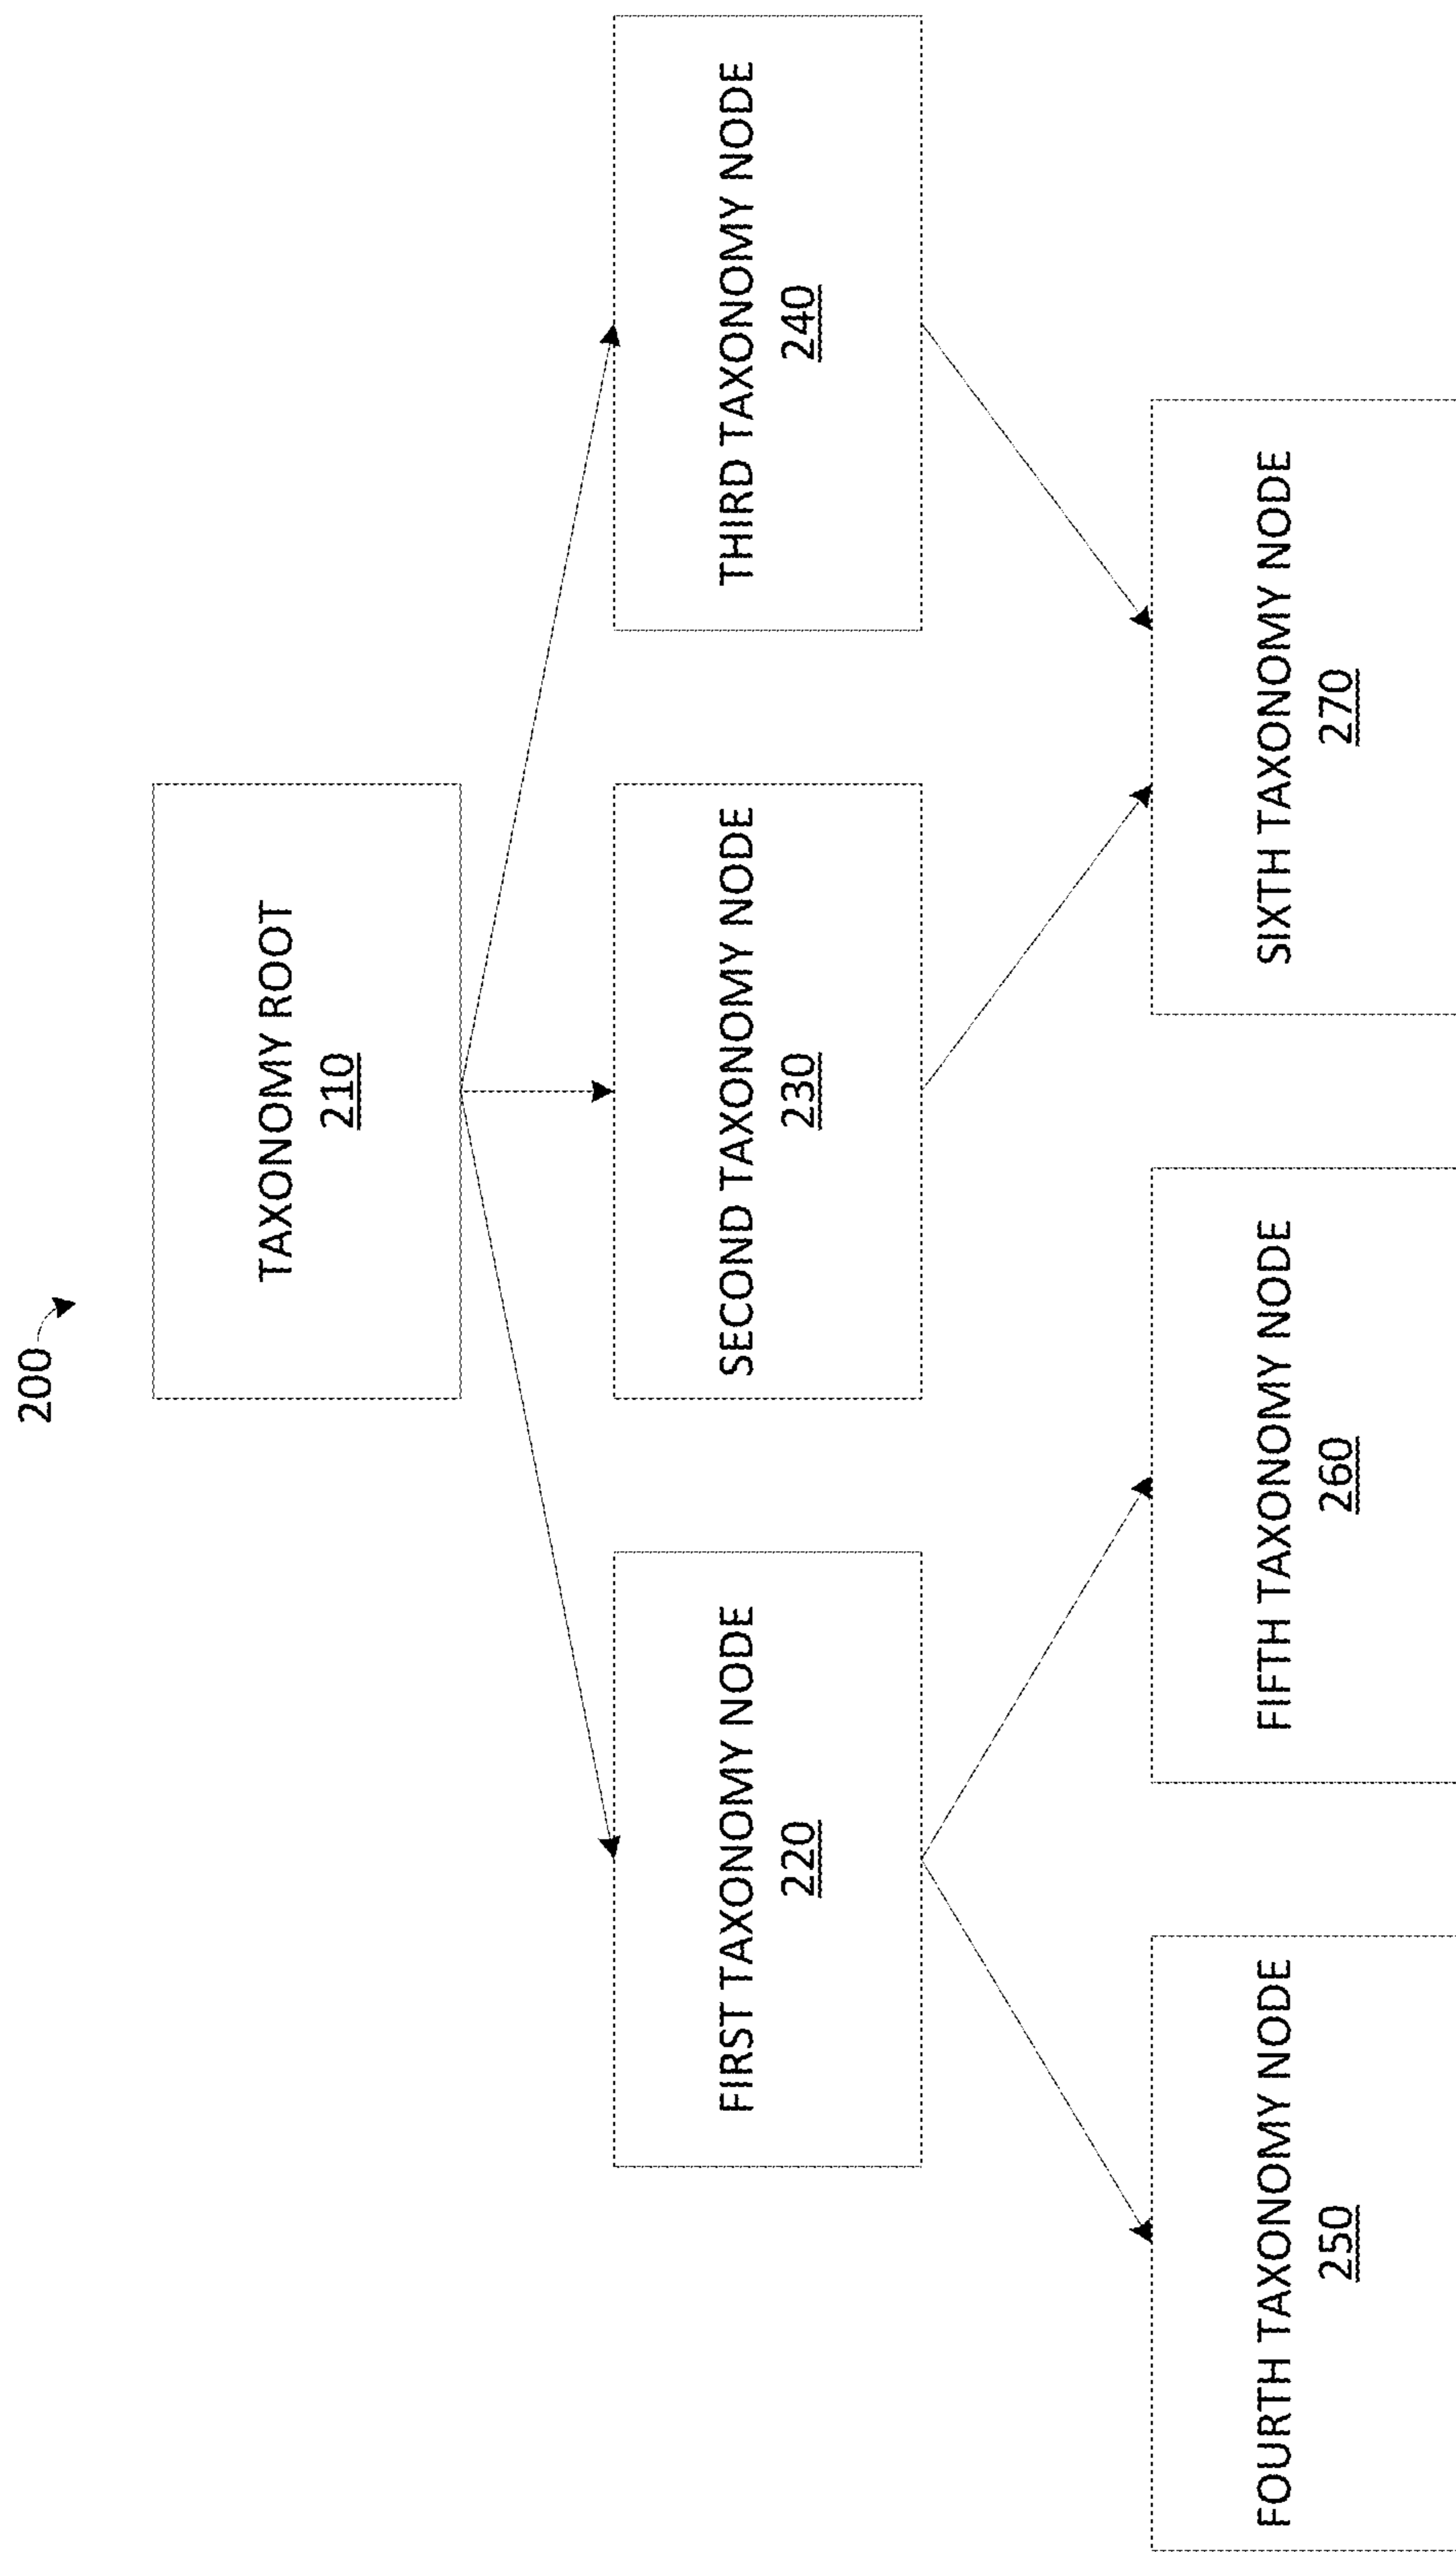 200
TAXONOMY ROOT
210
FIRST TAXONOMY NODE
220
SECOND TAXONOMY NODE
230
THIRD TAXONOMY NODE
240
FOURTH TAXONOMY NODE
250
FIFTH TAXONOMY NODE
260
SIXTH TAXONOMY NODE
270